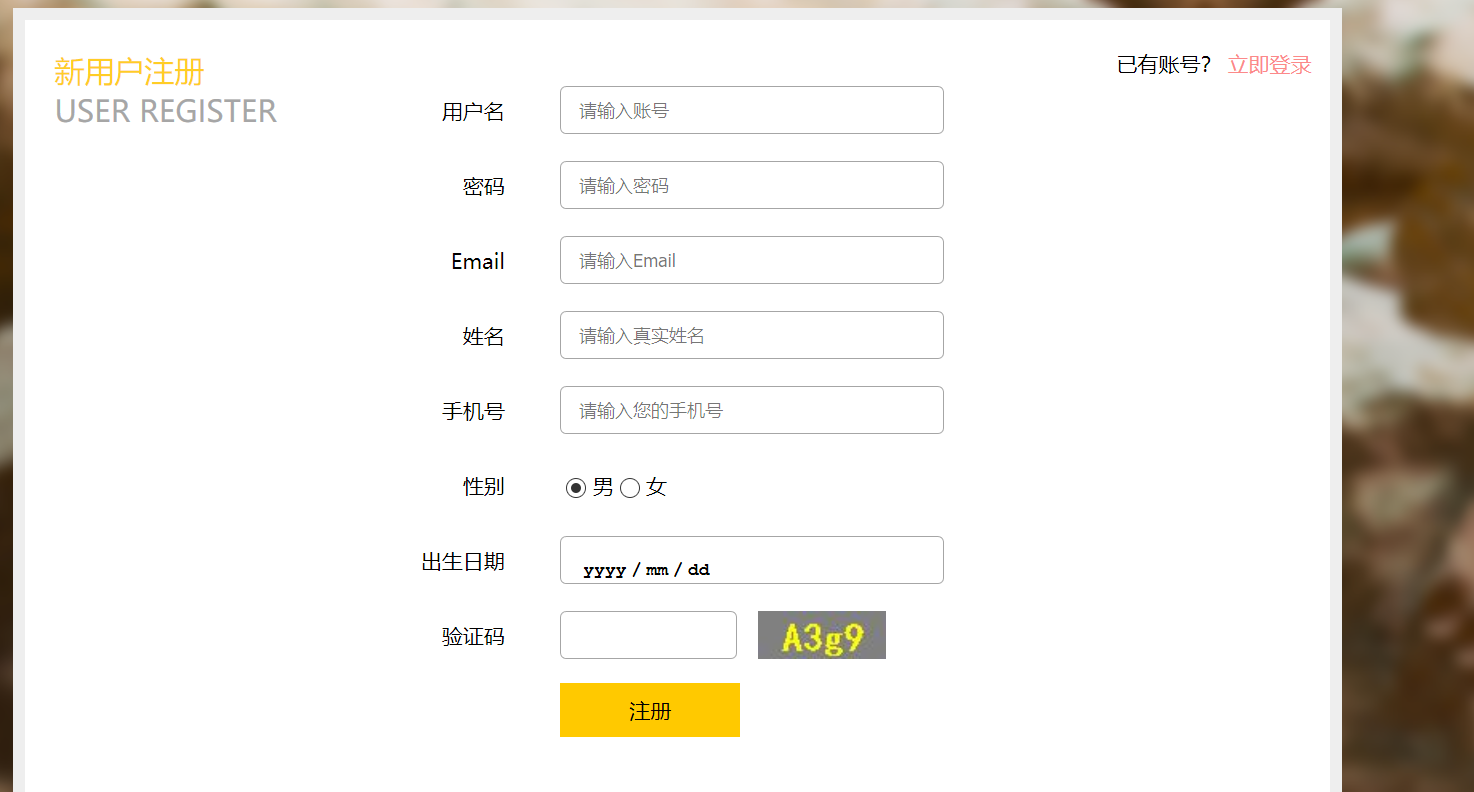 新用户注册
USER REGISTER
已有账号? 立即登录
用户名 请输入账号
密码 请输入密码
Email 请输入Email
姓名 请输入真实姓名
手机号 请输入您的手机号
性别 男 女
出生日期 yyyy / mm / dd
验证码 A3g9
注册